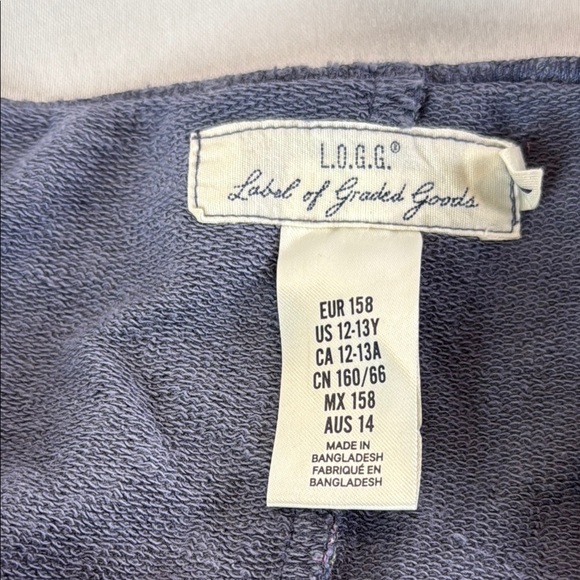 L.O.G.G.®
Label of Graded Goods
EUR 158
US 12-13Y
CA 12-13A
CN 160/66
MX 158
AUS 14
MADE IN
BANGLADESH
FABRIQUÉ EN
BANGLADESH